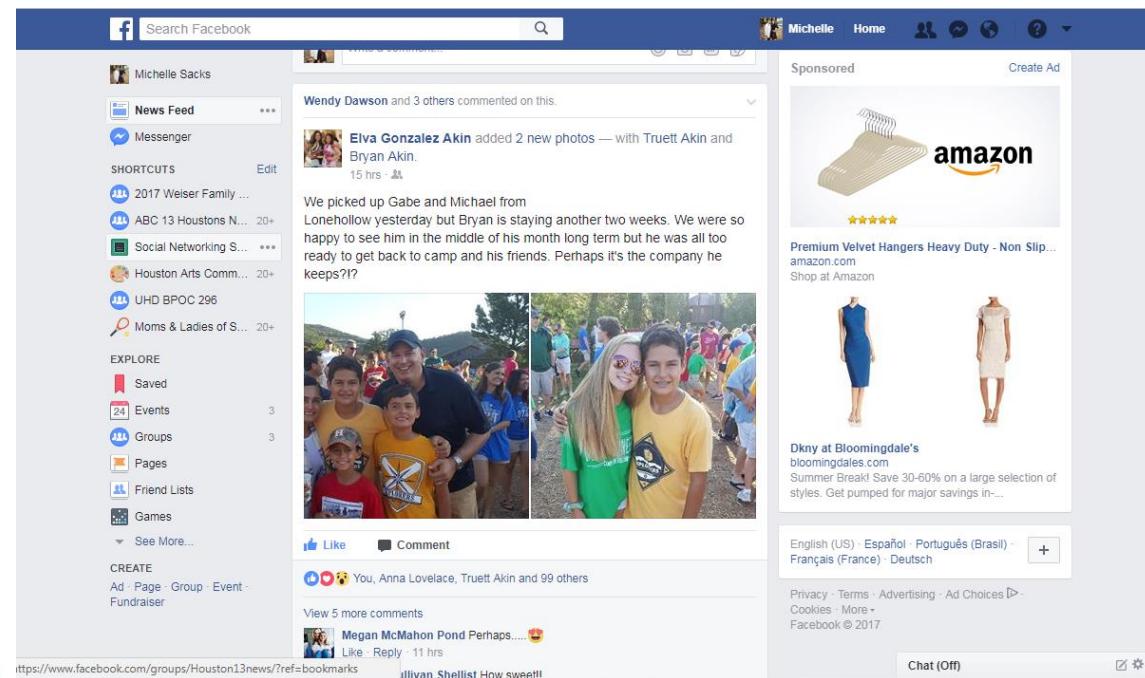 Search Facebook
Michelle Home
Michelle Sacks
News Feed
Messenger
SHORTCUTS Edit
2017 Weiser Family ...
ABC 13 Houstons N... 20+
Social Networking S...
Houston Arts Comm... 20+
UHD BPOC 296
Moms & Ladies of S... 20+
EXPLORE
Saved
24 Events 3
Groups 3
Pages
Friend Lists
Games
See More...
CREATE
Ad · Page · Group · Event ·
Fundraiser
Write a comment...
Wendy Dawson and 3 others commented on this.
Elva Gonzalez Akin added 2 new photos — with Truett Akin and
Bryan Akin.
15 hrs ·
We picked up Gabe and Michael from
Lonehollow yesterday but Bryan is staying another two weeks. We were so
happy to see him in the middle of his month long term but he was all too
ready to get back to camp and his friends. Perhaps it's the company he
keeps?!?
Like Comment
You, Anna Lovelace, Truett Akin and 99 others
View 5 more comments
Megan McMahon Pond Perhaps.....
Like · Reply · 11 hrs
ullivan Shellist How sweet!!
Sponsored Create Ad
amazon
Premium Velvet Hangers Heavy Duty - Non Slip...
amazon.com
Shop at Amazon
Dkny at Bloomingdale's
bloomingdales.com
Summer Break! Save 30-60% on a large selection of
styles. Get pumped for major savings in-...
English (US) · Español · Português (Brasil) ·
Français (France) · Deutsch
Privacy · Terms · Advertising · Ad Choices ·
Cookies · More
Facebook © 2017
Chat (Off)
ttps://www.facebook.com/groups/Houston13news/?ref=bookmarks